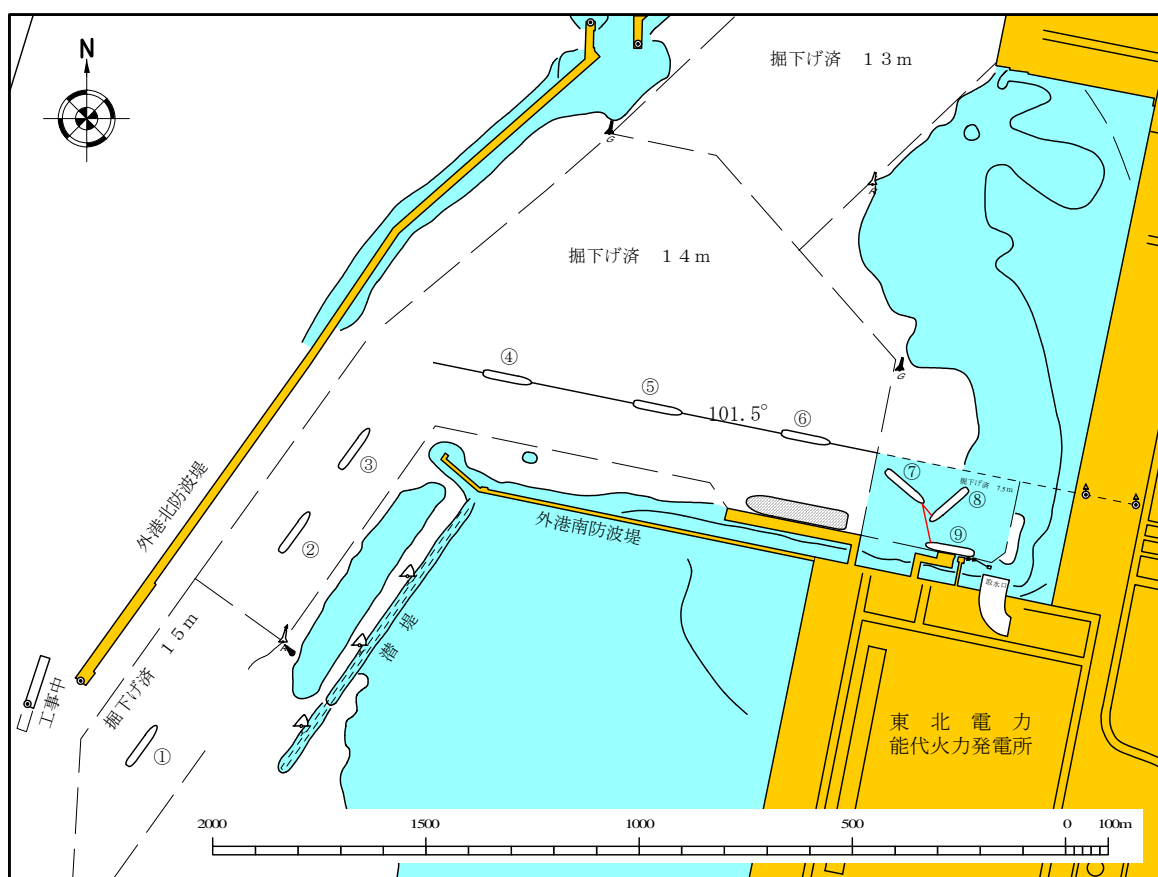 N
掘下げ済　１３ｍ
G
R
掘下げ済　１４ｍ
G
④
⑤
101.5°
⑥
③
②
外港北防波堤
外港南防波堤
⑦
掘下げ済　7.5ｍ
⑧
⑨
取水口
潜　堤
掘下げ済　１５ｍ
工事中
①
東　北　電　力
能代火力発電所
2000
1500
1000
500
0
100m